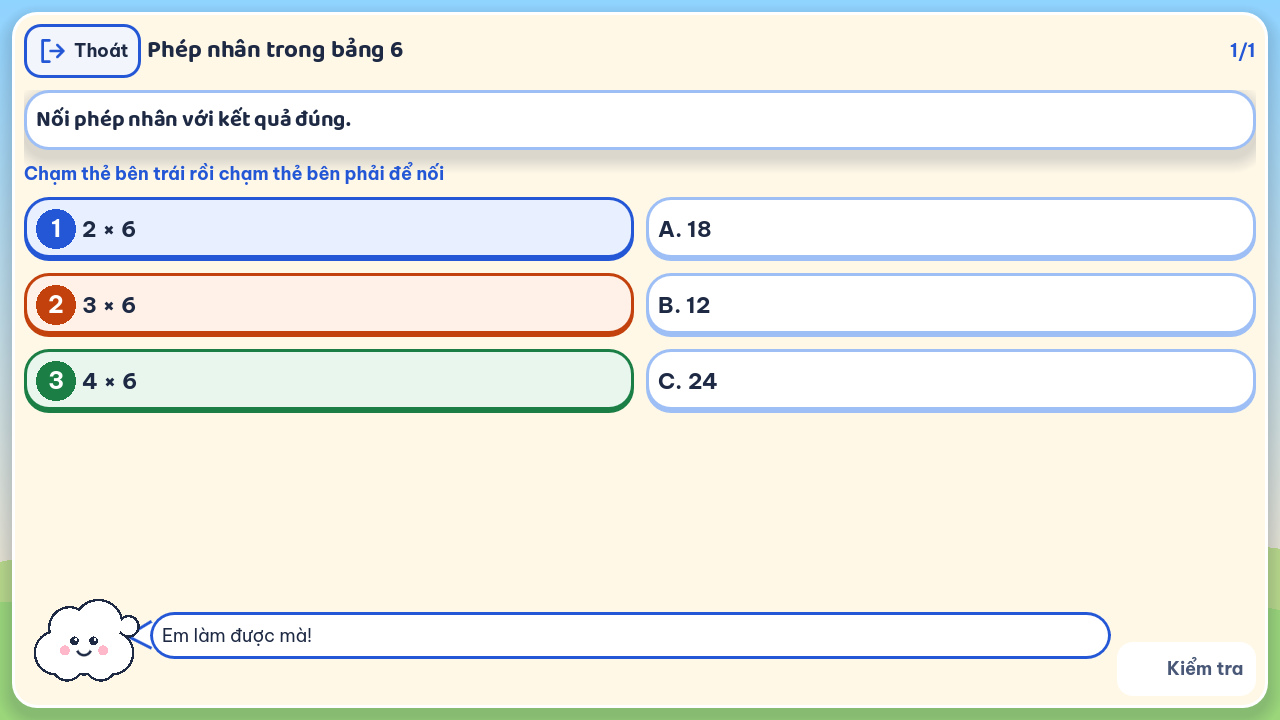 Thoát
Phép nhân trong bảng 6
1/1
Nối phép nhân với kết quả đúng.
Chạm thẻ bên trái rồi chạm thẻ bên phải để nối
1 2 × 6
A. 18
2 3 × 6
B. 12
3 4 × 6
C. 24
Em làm được mà!
Kiểm tra